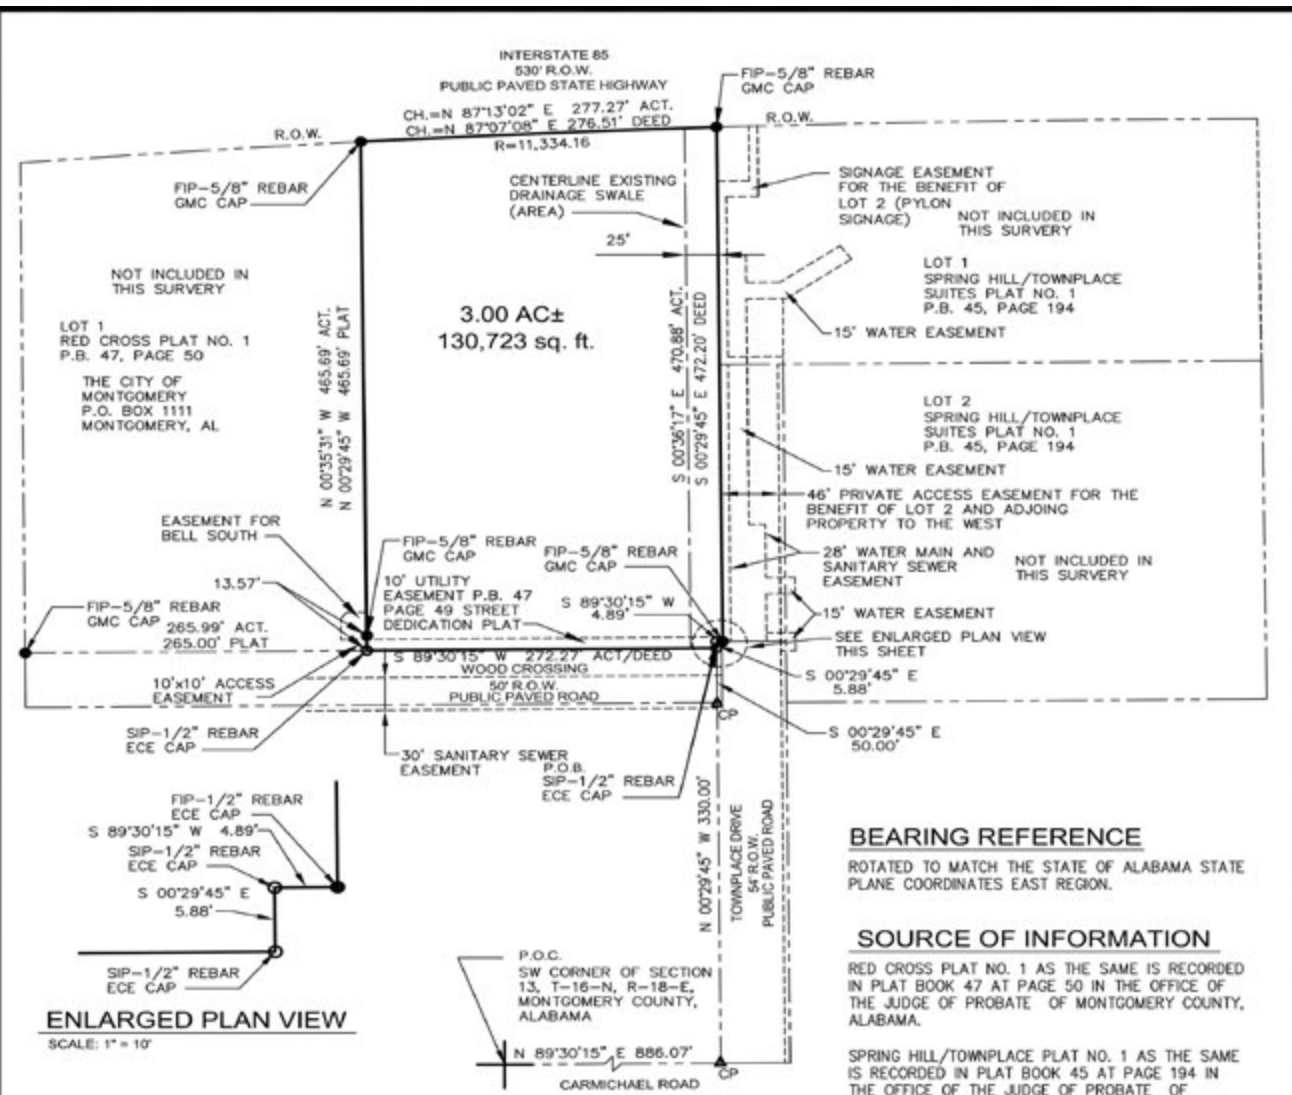 INTERSTATE 85
530' R.O.W.
PUBLIC PAVED STATE HIGHWAY
CH.=N 87°13'02" E 277.27' ACT.
CH.=N 87°07'08" E 276.51' DEED
R=11,334.16
FIP-5/8" REBAR
GMC CAP
R.O.W.
R.O.W.
FIP-5/8" REBAR
GMC CAP
CENTERLINE EXISTING
DRAINAGE SWALE
(AREA)
25'
SIGNAGE EASEMENT
FOR THE BENEFIT OF
LOT 2 (PYLON
SIGNAGE)
NOT INCLUDED IN
THIS SURVERY
NOT INCLUDED IN
THIS SURVERY
LOT 1
SPRING HILL/TOWNPLACE
SUITES PLAT NO. 1
P.B. 45, PAGE 194
15' WATER EASEMENT
3.00 AC±
130,723 sq. ft.
LOT 1
RED CROSS PLAT NO. 1
P.B. 47, PAGE 50
THE CITY OF
MONTGOMERY
P.O. BOX 1111
MONTGOMERY, AL
N 00°35'31" W 465.69' ACT.
N 00°29'45" W 465.69' PLAT
S 00°36'17" E 470.88' ACT.
S 00°29'45" E 472.20' DEED
LOT 2
SPRING HILL/TOWNPLACE
SUITES PLAT NO. 1
P.B. 45, PAGE 194
15' WATER EASEMENT
46' PRIVATE ACCESS EASEMENT FOR THE
BENEFIT OF LOT 2 AND ADJOING
PROPERTY TO THE WEST
EASEMENT FOR
BELL SOUTH
FIP-5/8" REBAR
GMC CAP
FIP-5/8" REBAR
GMC CAP
28' WATER MAIN AND
SANITARY SEWER
EASEMENT
NOT INCLUDED IN
THIS SURVERY
13.57'
10' UTILITY
EASEMENT P.B. 47
PAGE 49 STREET
DEDICATION PLAT
S 89°30'15" W
4.89'
FIP-5/8" REBAR
GMC CAP
265.99' ACT.
265.00' PLAT
15' WATER EASEMENT
SEE ENLARGED PLAN VIEW
THIS SHEET
S 89°30'15" W 272.27' ACT/DEED
WOOD CROSSING
50' R.O.W.
PUBLIC PAVED ROAD
10'x10' ACCESS
EASEMENT
S 00°29'45" E
5.88'
CP
SIP-1/2" REBAR
ECE CAP
S 00°29'45" E
50.00'
30' SANITARY SEWER
EASEMENT
P.O.B.
SIP-1/2" REBAR
ECE CAP
FIP-1/2" REBAR
ECE CAP
S 89°30'15" W 4.89'
SIP-1/2" REBAR
ECE CAP
S 00°29'45" E
5.88'
SIP-1/2" REBAR
ECE CAP
ENLARGED PLAN VIEW
SCALE: 1" = 10'
N 00°29'45" W 330.00'
TOWNPLACE DRIVE
54' R.O.W.
PUBLIC PAVED ROAD
P.O.C.
SW CORNER OF SECTION
13, T-16-N, R-18-E,
MONTGOMERY COUNTY,
ALABAMA
N 89°30'15" E 886.07'
CARMICHAEL ROAD
CP
BEARING REFERENCE
ROTATED TO MATCH THE STATE OF ALABAMA STATE
PLANE COORDINATES EAST REGION.
SOURCE OF INFORMATION
RED CROSS PLAT NO. 1 AS THE SAME IS RECORDED
IN PLAT BOOK 47 AT PAGE 50 IN THE OFFICE OF
THE JUDGE OF PROBATE OF MONTGOMERY COUNTY,
ALABAMA.
SPRING HILL/TOWNPLACE PLAT NO. 1 AS THE SAME
IS RECORDED IN PLAT BOOK 45 AT PAGE 194 IN
THE OFFICE OF THE JUDGE OF PROBATE OF